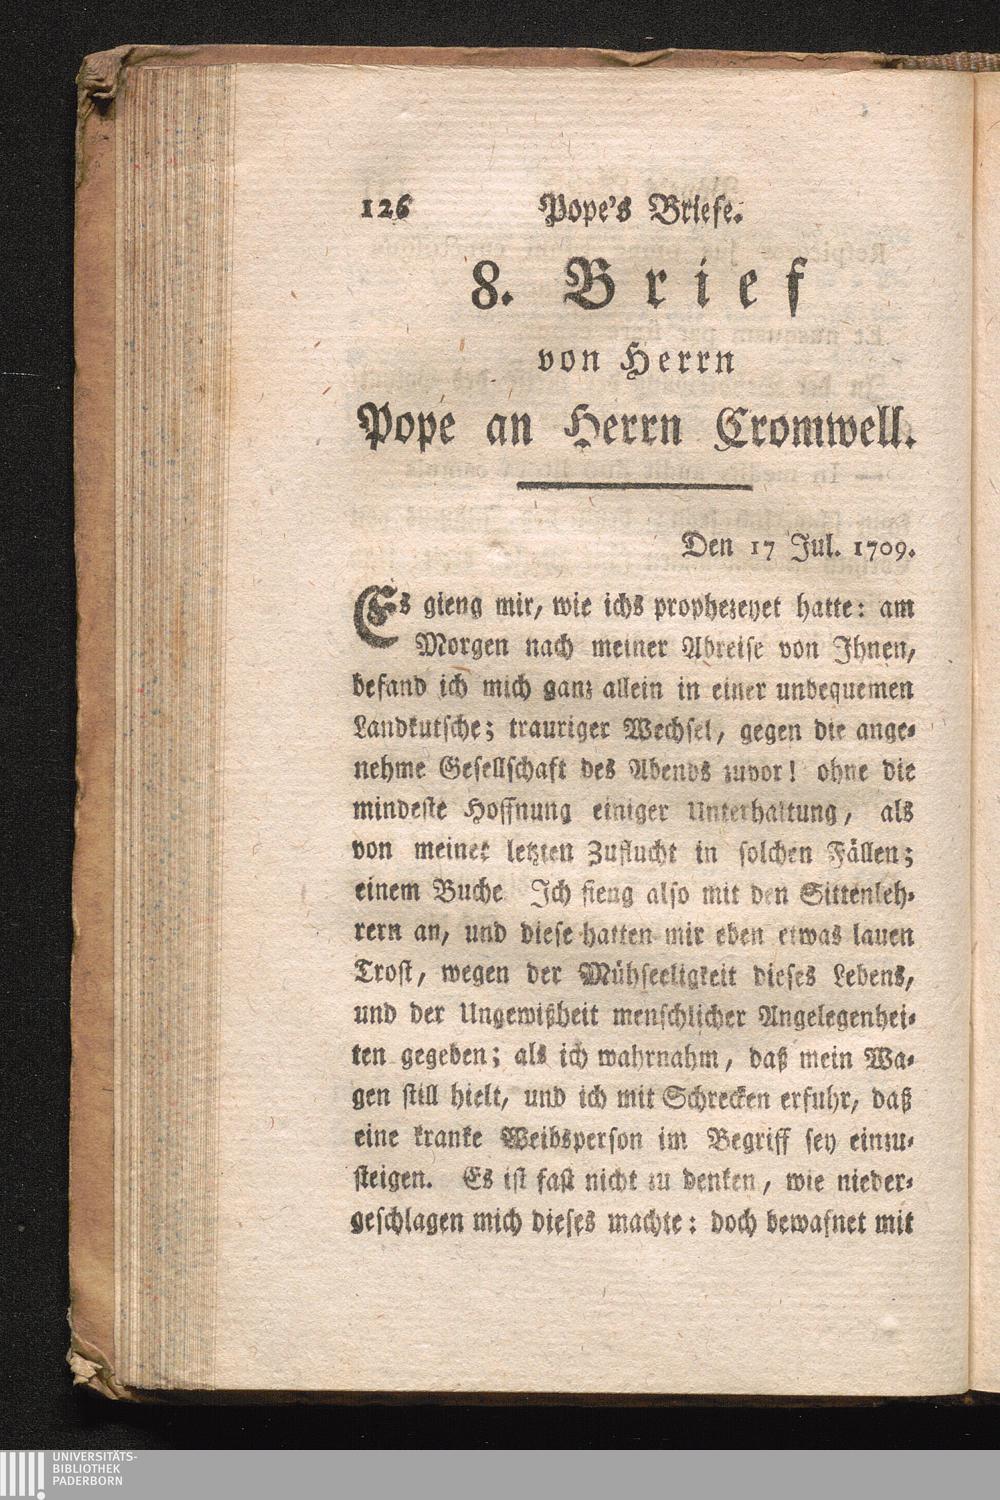 126 Pope's Briefe.
8. Brief
von Herrn
Pope an Herrn Cromwell.
Den 17 Jul. 1709.
Es gieng mir, wie ichs prophezeyet hatte: am
Morgen nach meiner Abreise von Ihnen,
befand ich mich ganz allein in einer unbequemen
Landkutsche; trauriger Wechsel, gegen die ange-
nehme Gesellschaft des Abends zuvor! ohne die
mindeste Hoffnung einiger Unterhaltung, als
von meiner letzten Zuflucht in solchen Fällen;
einem Buche Ich fieng also mit den Sittenleh-
rern an, und diese hatten mir eben etwas lauen
Trost, wegen der Mühseeligkeit dieses Lebens,
und der Ungewißheit menschlicher Angelegenhei-
ten gegeben; als ich wahrnahm, daß mein Wa-
gen still hielt, und ich mit Schrecken erfuhr, daß
eine kranke Weibsperson im Begriff sey einzu-
steigen. Es ist fast nicht zu denken, wie nieder-
geschlagen mich dieses machte: doch bewafnet mit
UNIVERSITÄTS-
BIBLIOTHEK
PADERBORN